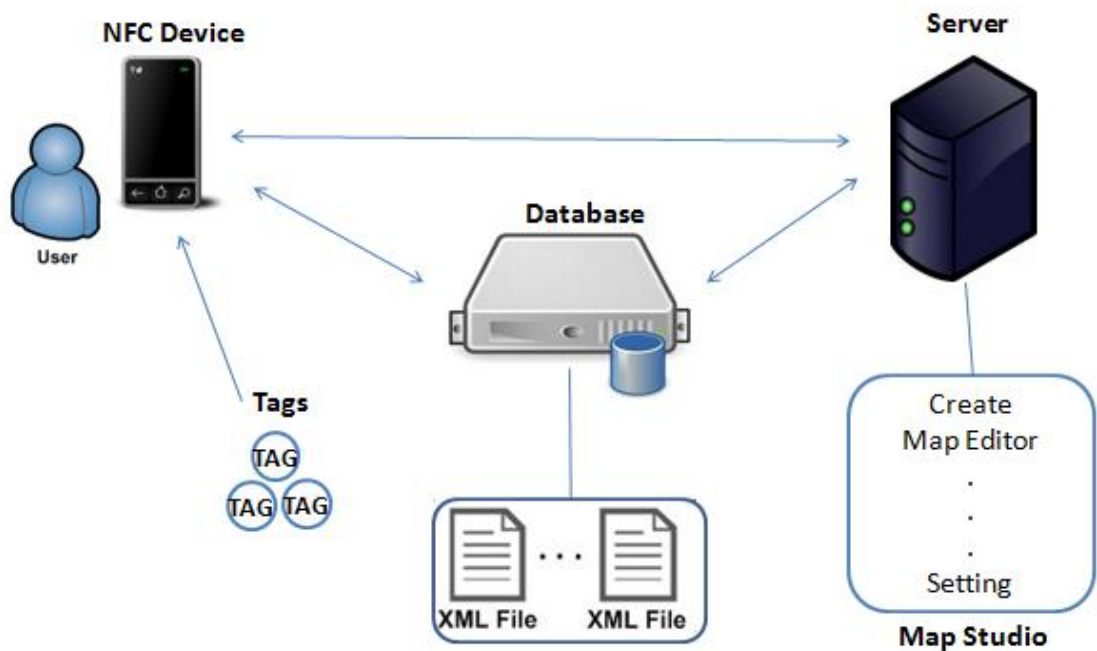 NFC Device
Server
User
Database
Tags
TAG
TAG TAG
XML File
. . .
XML File
Create
Map Editor
.
.
.
Setting
Map Studio